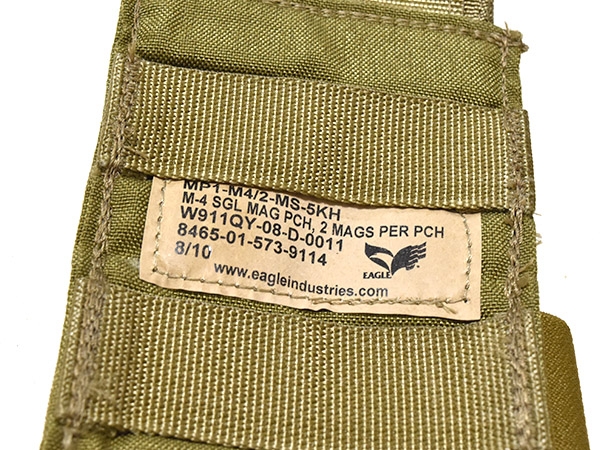 MP1-M4/2-MS-5KH
M-4 SGL MAG PCH, 2 MAGS PER PCH
W911QY-08-D-0011
8465-01-573-9114
8/10
EAGLE
www.eagleindustries.com